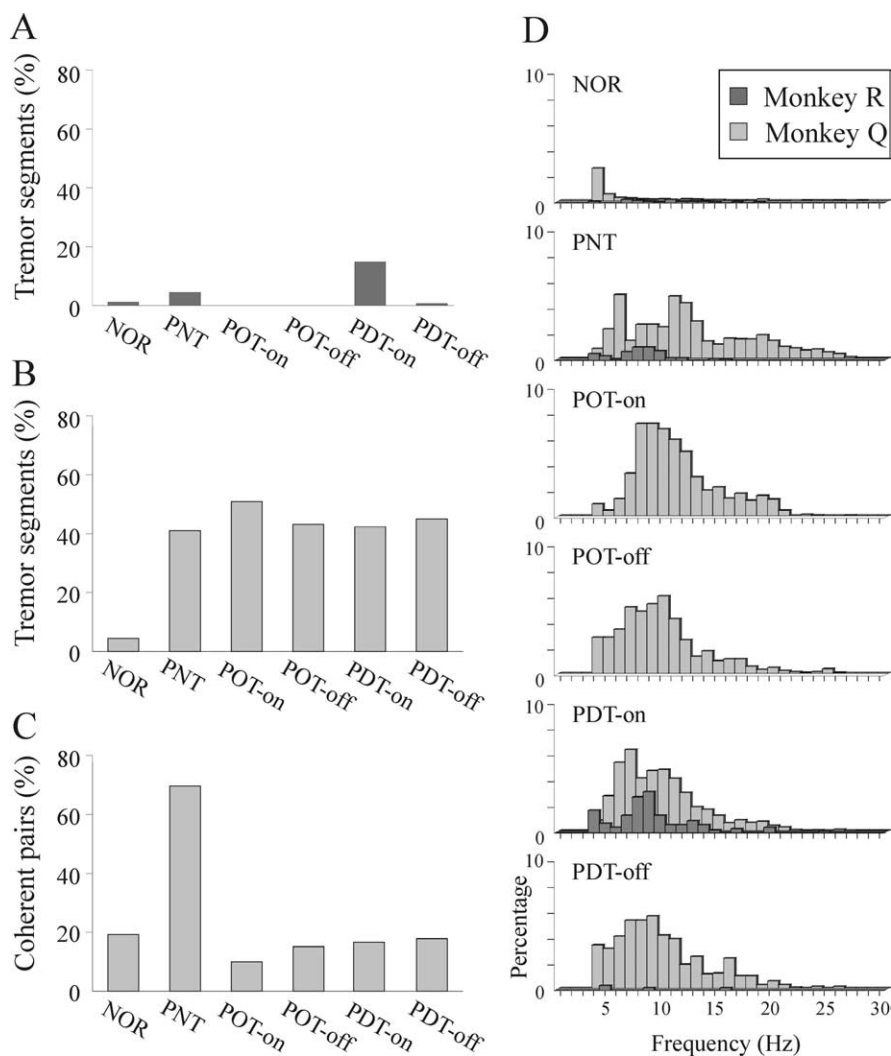 A
Tremor segments (%)
80
60
40
20
0
NOR
PNT
POT-on
POT-off
PDT-on
PDT-off
B
Tremor segments (%)
80
60
40
20
0
NOR
PNT
POT-on
POT-off
PDT-on
PDT-off
C
Coherent pairs (%)
80
60
40
20
0
NOR
PNT
POT-on
POT-off
PDT-on
PDT-off
D
Monkey R
Monkey Q
10
NOR
0
10
PNT
0
10
POT-on
0
10
POT-off
0
10
PDT-on
0
10
PDT-off
0
Percentage
5 10 15 20 25 30
Frequency (Hz)